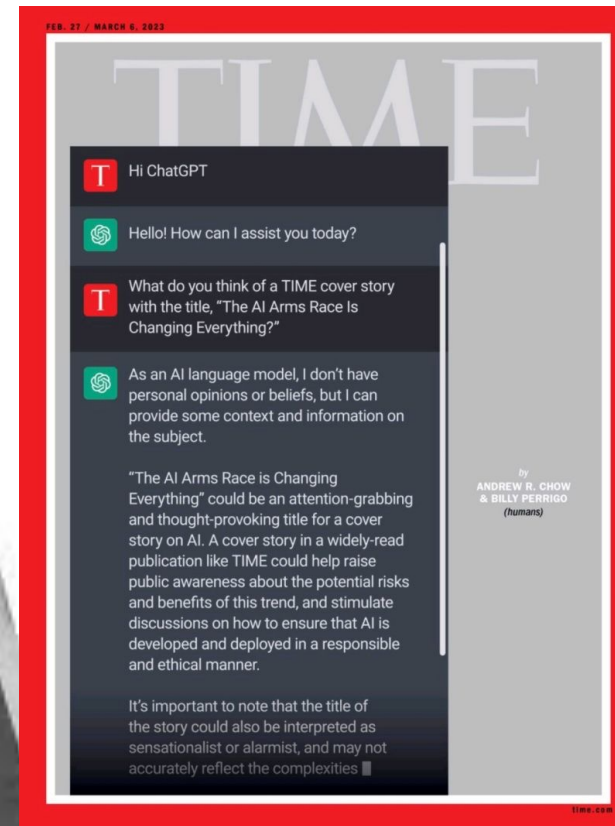 FEB. 27 / MARCH 6, 2023
TIME
T
Hi ChatGPT
Hello! How can I assist you today?
T
What do you think of a TIME cover story
with the title, “The AI Arms Race Is
Changing Everything?”
As an AI language model, I don’t have
personal opinions or beliefs, but I can
provide some context and information on
the subject.
“The AI Arms Race is Changing
Everything” could be an attention-grabbing
and thought-provoking title for a cover
story on AI. A cover story in a widely-read
publication like TIME could help raise
public awareness about the potential risks
and benefits of this trend, and stimulate
discussions on how to ensure that AI is
developed and deployed in a responsible
and ethical manner.
It’s important to note that the title of
the story could also be interpreted as
sensationalist or alarmist, and may not
accurately reflect the complexities
by
ANDREW R. CHOW
& BILLY PERRIGO
(humans)
time.com